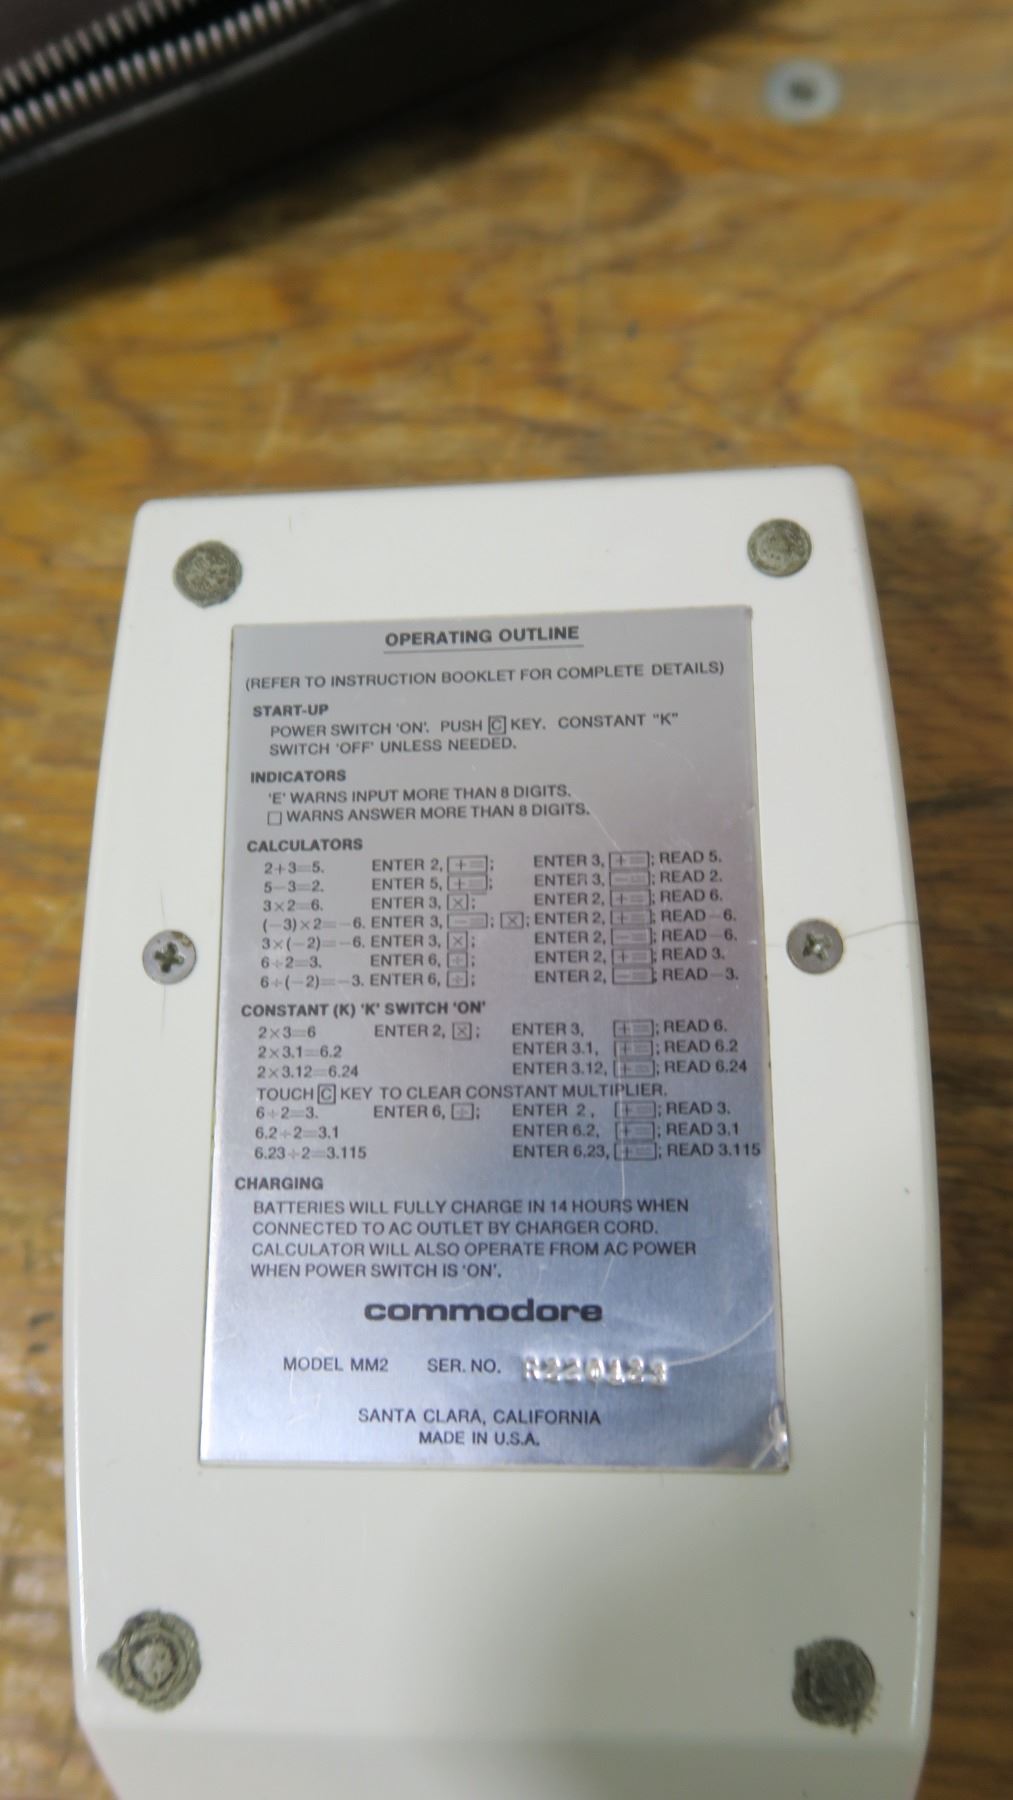 OPERATING OUTLINE
(REFER TO INSTRUCTION BOOKLET FOR COMPLETE DETAILS)
START-UP
POWER SWITCH 'ON'. PUSH [C] KEY. CONSTANT "K"
SWITCH 'OFF' UNLESS NEEDED.
INDICATORS
'E' WARNS INPUT MORE THAN 8 DIGITS.
□ WARNS ANSWER MORE THAN 8 DIGITS.
CALCULATORS
2+3=5. ENTER 2, [+=]; ENTER 3, [+=]; READ 5.
5-3=2. ENTER 5, [+=]; ENTER 3, [-=]; READ 2.
3×2=6. ENTER 3, [×]; ENTER 2, [+=]; READ 6.
(-3)×2=-6. ENTER 3, [-=]; [×]; ENTER 2, [+=]; READ -6.
3×(-2)=-6. ENTER 3, [×]; ENTER 2, [-=]; READ -6.
6÷2=3. ENTER 6, [÷]; ENTER 2, [+=]; READ 3.
6÷(-2)=-3. ENTER 6, [÷]; ENTER 2, [-=]; READ -3.
CONSTANT (K) 'K' SWITCH 'ON'
2×3=6 ENTER 2, [×]; ENTER 3, [+=]; READ 6.
2×3.1=6.2 ENTER 3.1, [+=]; READ 6.2
2×3.12=6.24 ENTER 3.12, [+=]; READ 6.24
TOUCH [C] KEY TO CLEAR CONSTANT MULTIPLIER.
6÷2=3. ENTER 6, [÷]; ENTER 2, [+=]; READ 3.
6.2÷2=3.1 ENTER 6.2, [+=]; READ 3.1
6.23÷2=3.115 ENTER 6.23, [+=]; READ 3.115
CHARGING
BATTERIES WILL FULLY CHARGE IN 14 HOURS WHEN
CONNECTED TO AC OUTLET BY CHARGER CORD.
CALCULATOR WILL ALSO OPERATE FROM AC POWER
WHEN POWER SWITCH IS 'ON'.
commodore
MODEL MM2 SER. NO.
SANTA CLARA, CALIFORNIA
MADE IN U.S.A.